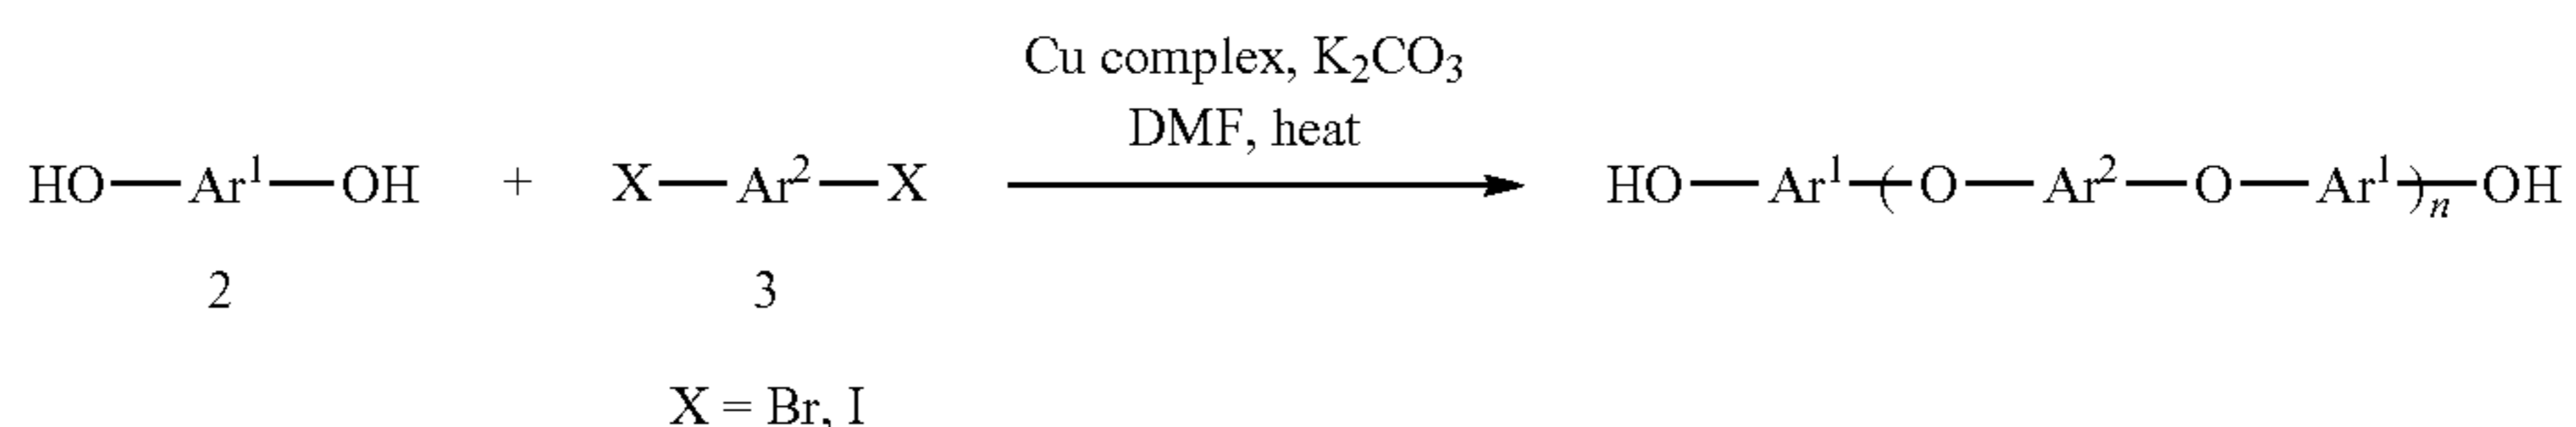 Cu complex, K₂CO₃
DMF, heat
HO—Ar¹—OH + X—Ar²—X HO—Ar¹—(O—Ar²—O—Ar¹)ₙ—OH
2 3
X = Br, I